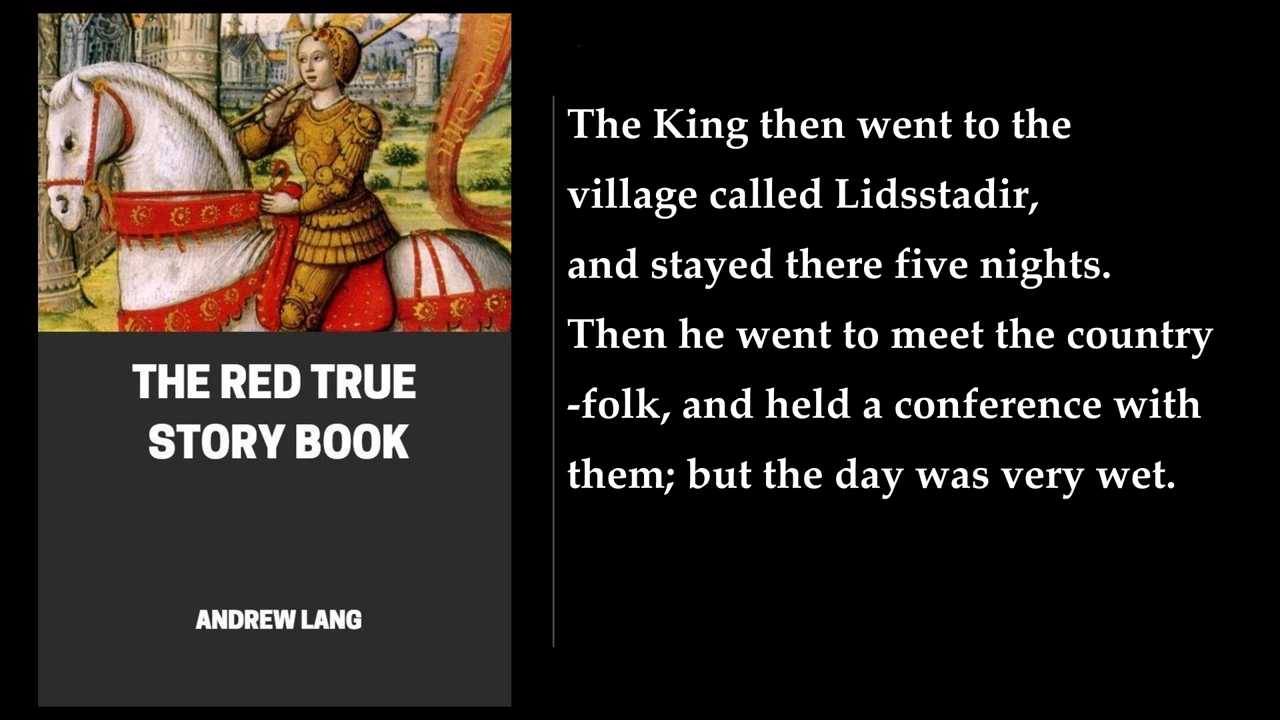 THE RED TRUE
STORY BOOK
ANDREW LANG
The King then went to the
village called Lidsstadir,
and stayed there five nights.
Then he went to meet the country
-folk, and held a conference with
them; but the day was very wet.